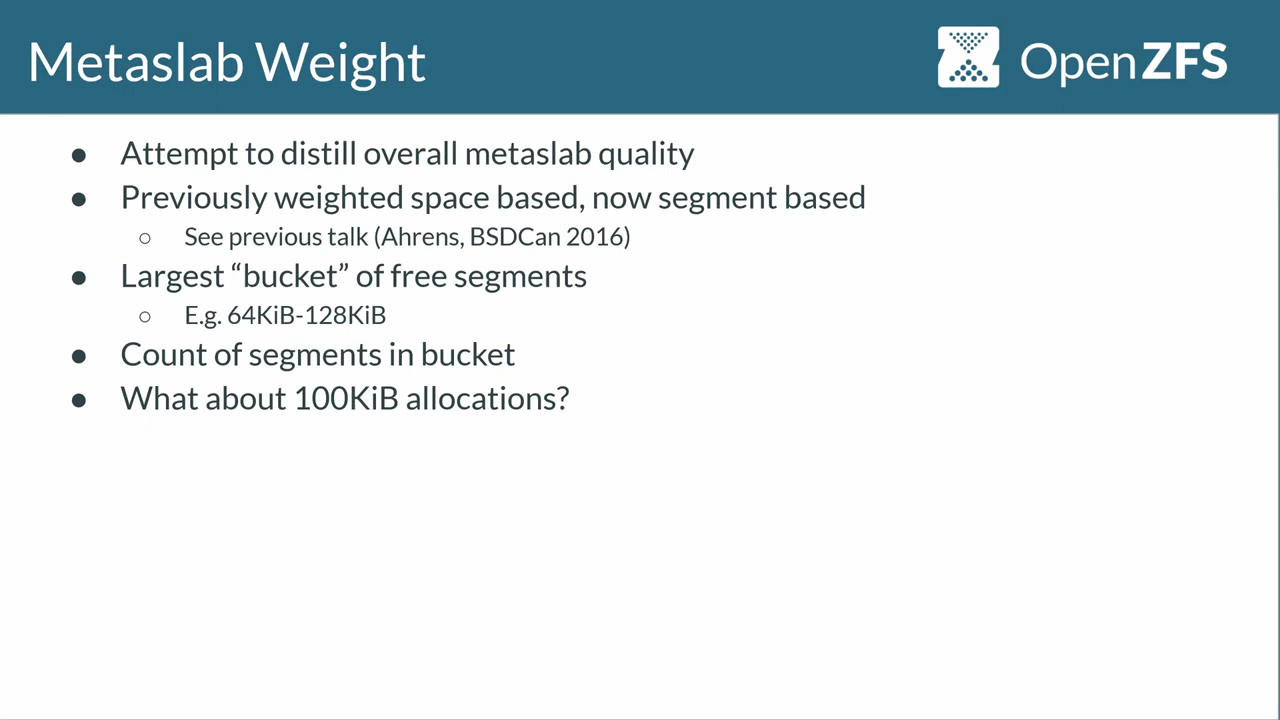 Metaslab Weight
OpenZFS
● Attempt to distill overall metaslab quality
● Previously weighted space based, now segment based
○ See previous talk (Ahrens, BSDCan 2016)
● Largest “bucket” of free segments
○ E.g. 64KiB-128KiB
● Count of segments in bucket
● What about 100KiB allocations?